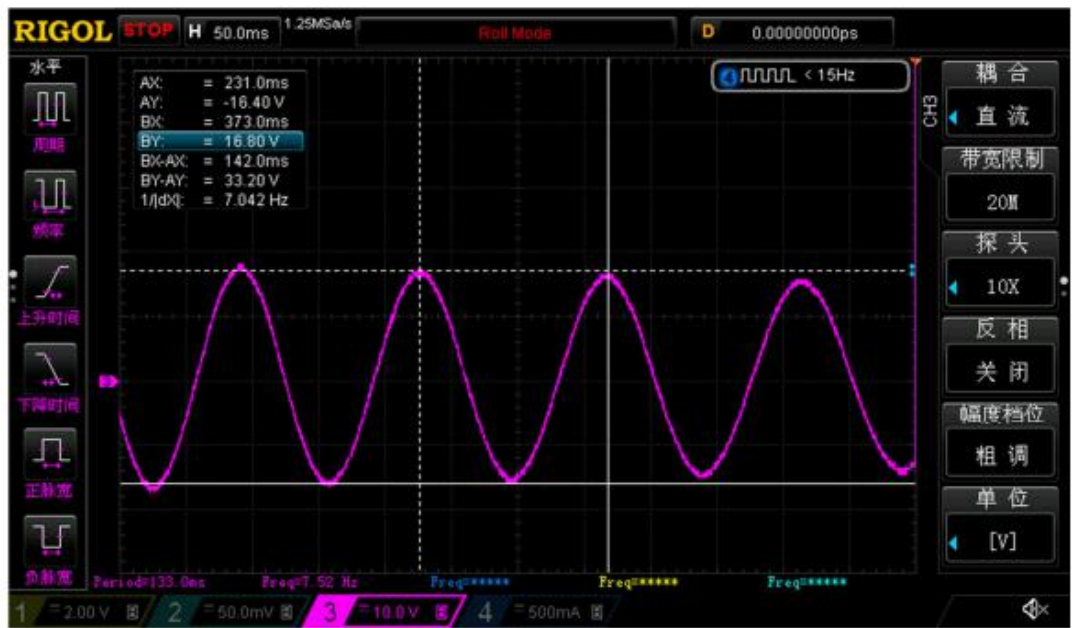 RIGOL STOP H 50.0ms 1.25MSa/s Roll Mode D 0.00000000ps
水平
周期
频率
上升时间
下降时间
正脉宽
负脉宽
AX: = 231.0ms
AY: = -16.40 V
BX: = 373.0ms
BY: = 16.80 V
BX-AX: = 142.0ms
BY-AY: = 33.20 V
1/|dX|: = 7.042 Hz
4 < 15Hz
CH3
耦合
直流
带宽限制
20M
探头
10X
反相
关闭
幅度档位
粗调
单位
[V]
Period=133.0ms Freq=7.52 Hz Freq=***** Freq=***** Freq=*****
1 =2.00 V 2 =50.0mV 3 =10.0 V 4 =500mA